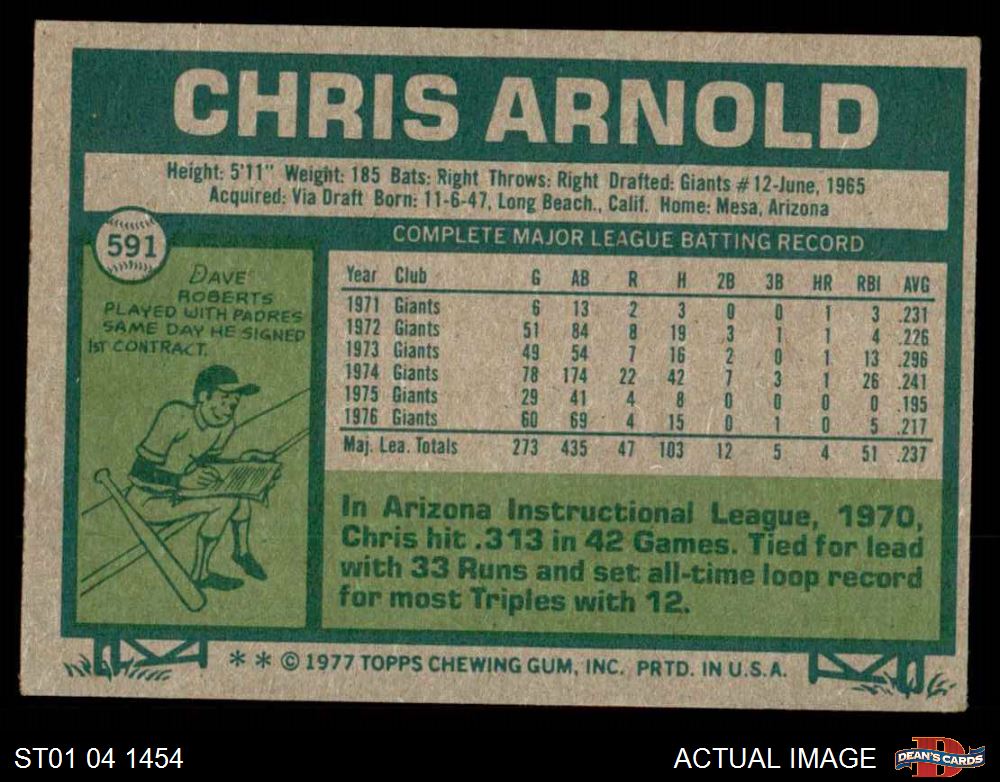 CHRIS ARNOLD
Height: 5'11" Weight: 185 Bats: Right Throws: Right Drafted: Giants #12-June, 1965
Acquired: Via Draft Born: 11-6-47, Long Beach., Calif. Home: Mesa, Arizona
591
DAVE
ROBERTS
PLAYED WITH PADRES
SAME DAY HE SIGNED
1ST CONTRACT.
COMPLETE MAJOR LEAGUE BATTING RECORD
Year Club G AB R H 2B 3B HR RBI AVG
1971 Giants 6 13 2 3 0 0 1 3 .231
1972 Giants 51 84 8 19 3 1 1 4 .226
1973 Giants 49 54 7 16 2 0 1 13 .296
1974 Giants 78 174 22 42 7 3 1 26 .241
1975 Giants 29 41 4 8 0 0 0 0 .195
1976 Giants 60 69 4 15 0 1 0 5 .217
Maj. Lea. Totals 273 435 47 103 12 5 4 51 .237
In Arizona Instructional League, 1970,
Chris hit .313 in 42 Games. Tied for lead
with 33 Runs and set all-time loop record
for most Triples with 12.
** © 1977 TOPPS CHEWING GUM, INC. PRTD. IN U.S.A.
ST01 04 1454
ACTUAL IMAGE
D
DEAN'S CARDS